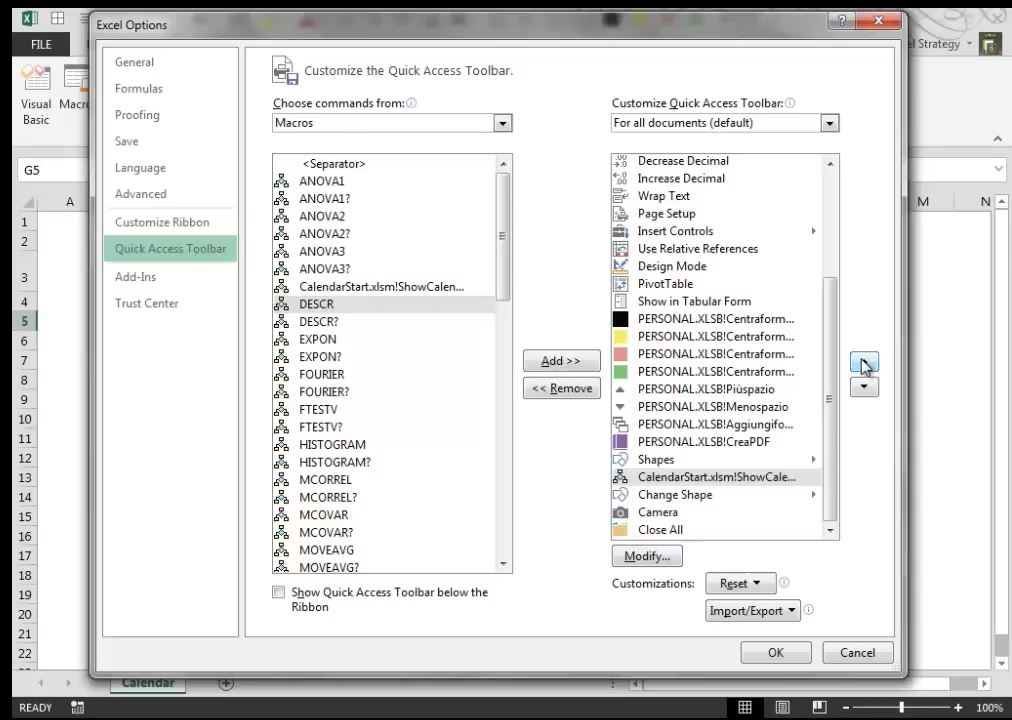 Excel Options
FILE
Strategy
Visual
Basic
Macro
G5
A
M
N
1
2
3
4
5
6
7
8
9
10
11
12
13
14
15
16
17
18
19
20
21
22
General
Formulas
Proofing
Save
Language
Advanced
Customize Ribbon
Quick Access Toolbar
Add-Ins
Trust Center
Customize the Quick Access Toolbar.
Choose commands from:
Macros
<Separator>
ANOVA1
ANOVA1?
ANOVA2
ANOVA2?
ANOVA3
ANOVA3?
CalendarStart.xlsm!ShowCalen...
DESCR
DESCR?
EXPON
EXPON?
FOURIER
FOURIER?
FTESTV
FTESTV?
HISTOGRAM
HISTOGRAM?
MCORREL
MCORREL?
MCOVAR
MCOVAR?
MOVEAVG
MOVEAVG?
Show Quick Access Toolbar below the
Ribbon
Add >>
<< Remove
Customize Quick Access Toolbar:
For all documents (default)
Decrease Decimal
Increase Decimal
Wrap Text
Page Setup
Insert Controls
Use Relative References
Design Mode
PivotTable
Show in Tabular Form
PERSONAL.XLSB!Centraform...
PERSONAL.XLSB!Centraform...
PERSONAL.XLSB!Centraform...
PERSONAL.XLSB!Centraform...
PERSONAL.XLSB!Piùspazio
PERSONAL.XLSB!Menospazio
PERSONAL.XLSB!Aggiungifo...
PERSONAL.XLSB!CreaPDF
Shapes
CalendarStart.xlsm!ShowCale...
Change Shape
Camera
Close All
Modify...
Customizations:
Reset
Import/Export
OK
Cancel
Calendar
READY
100%